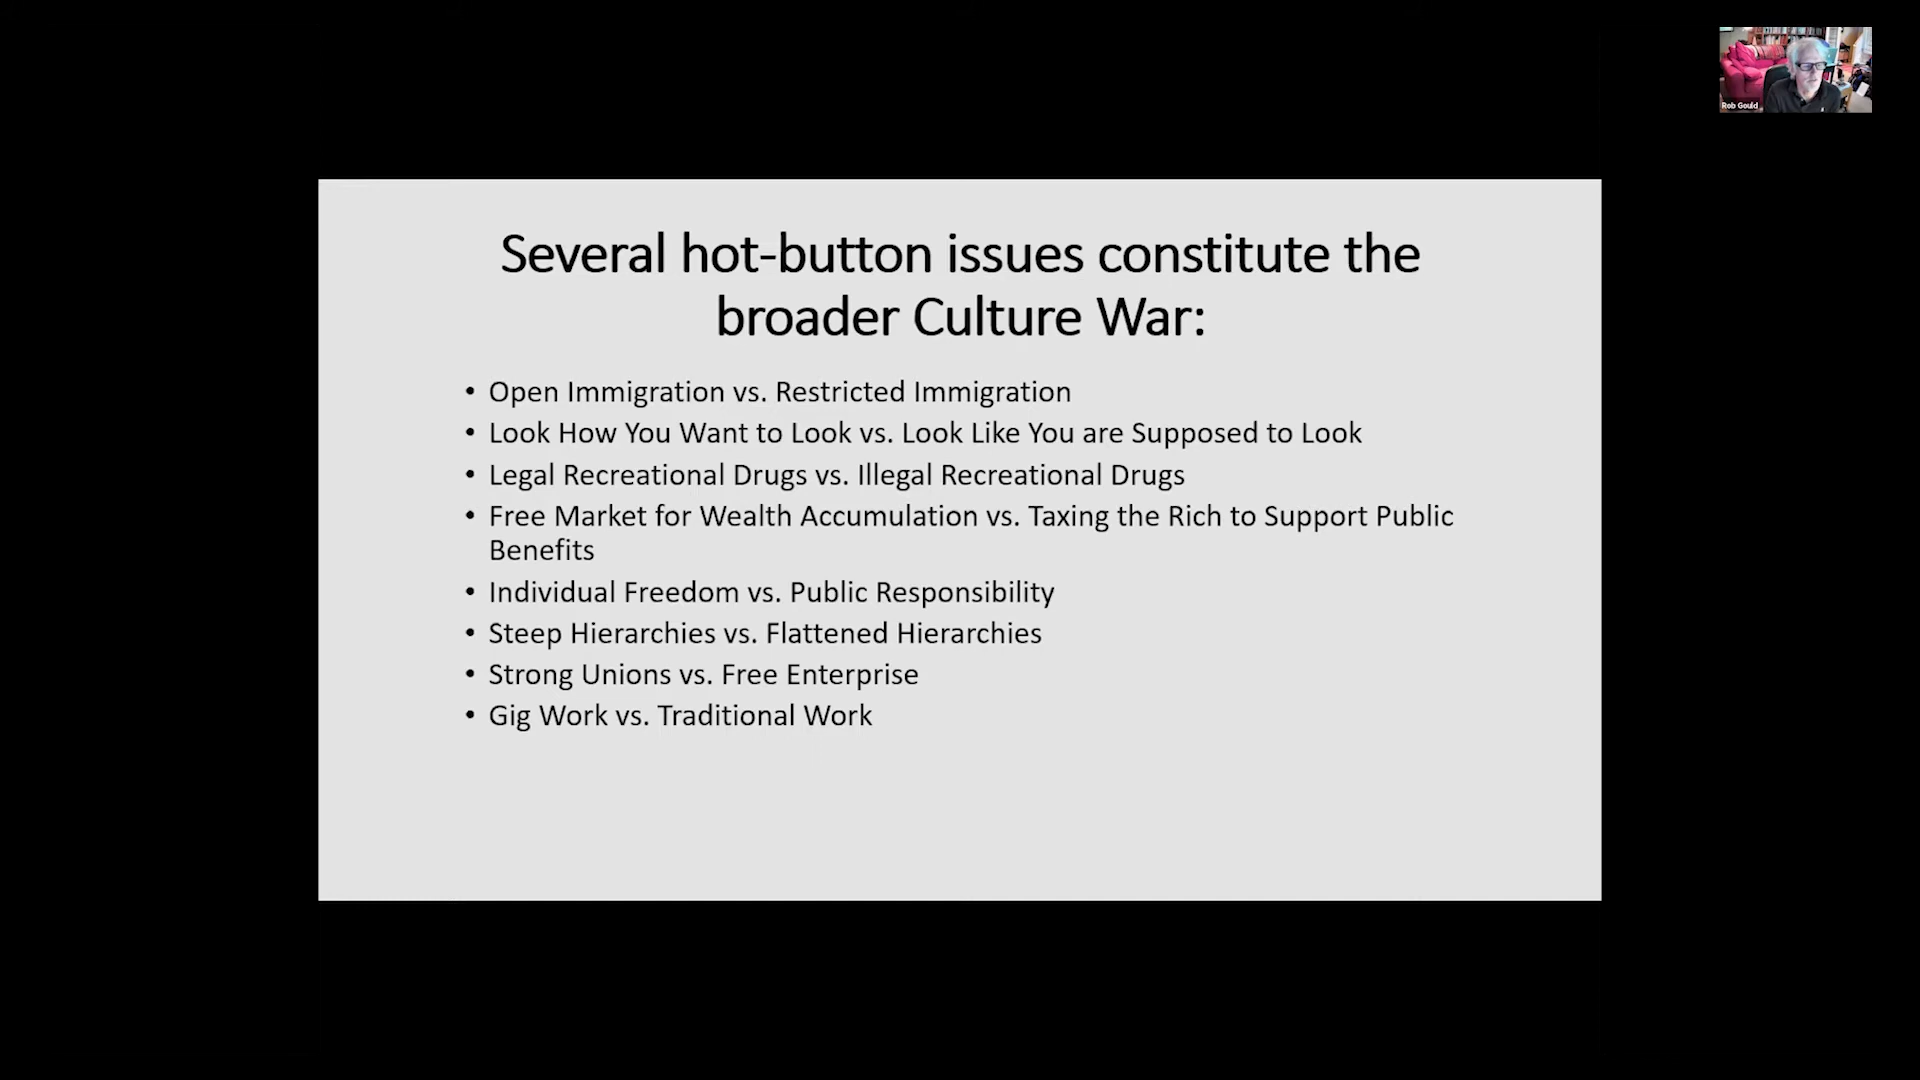 Rob Gould
Several hot-button issues constitute the
broader Culture War:
• Open Immigration vs. Restricted Immigration
• Look How You Want to Look vs. Look Like You are Supposed to Look
• Legal Recreational Drugs vs. Illegal Recreational Drugs
• Free Market for Wealth Accumulation vs. Taxing the Rich to Support Public
Benefits
• Individual Freedom vs. Public Responsibility
• Steep Hierarchies vs. Flattened Hierarchies
• Strong Unions vs. Free Enterprise
• Gig Work vs. Traditional Work